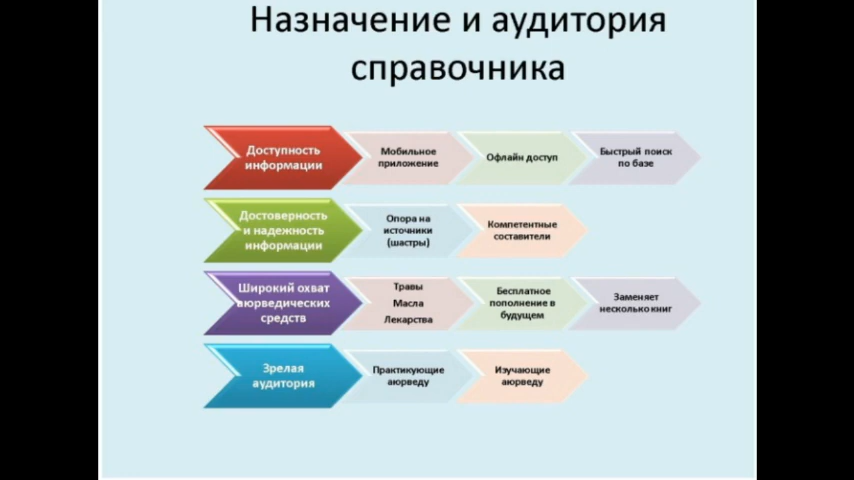 Назначение и аудитория
справочника
Доступность
информации
Мобильное
приложение
Офлайн доступ
Быстрый поиск
по базе
Достоверность
и надежность
информации
Опора на
источники
(шастры)
Компетентные
составители
Широкий охват
аюрведических
средств
Травы
Масла
Лекарства
Бесплатное
пополнение в
будущем
Заменяет
несколько книг
Зрелая
аудитория
Практикующие
аюрведу
Изучающие
аюрведу